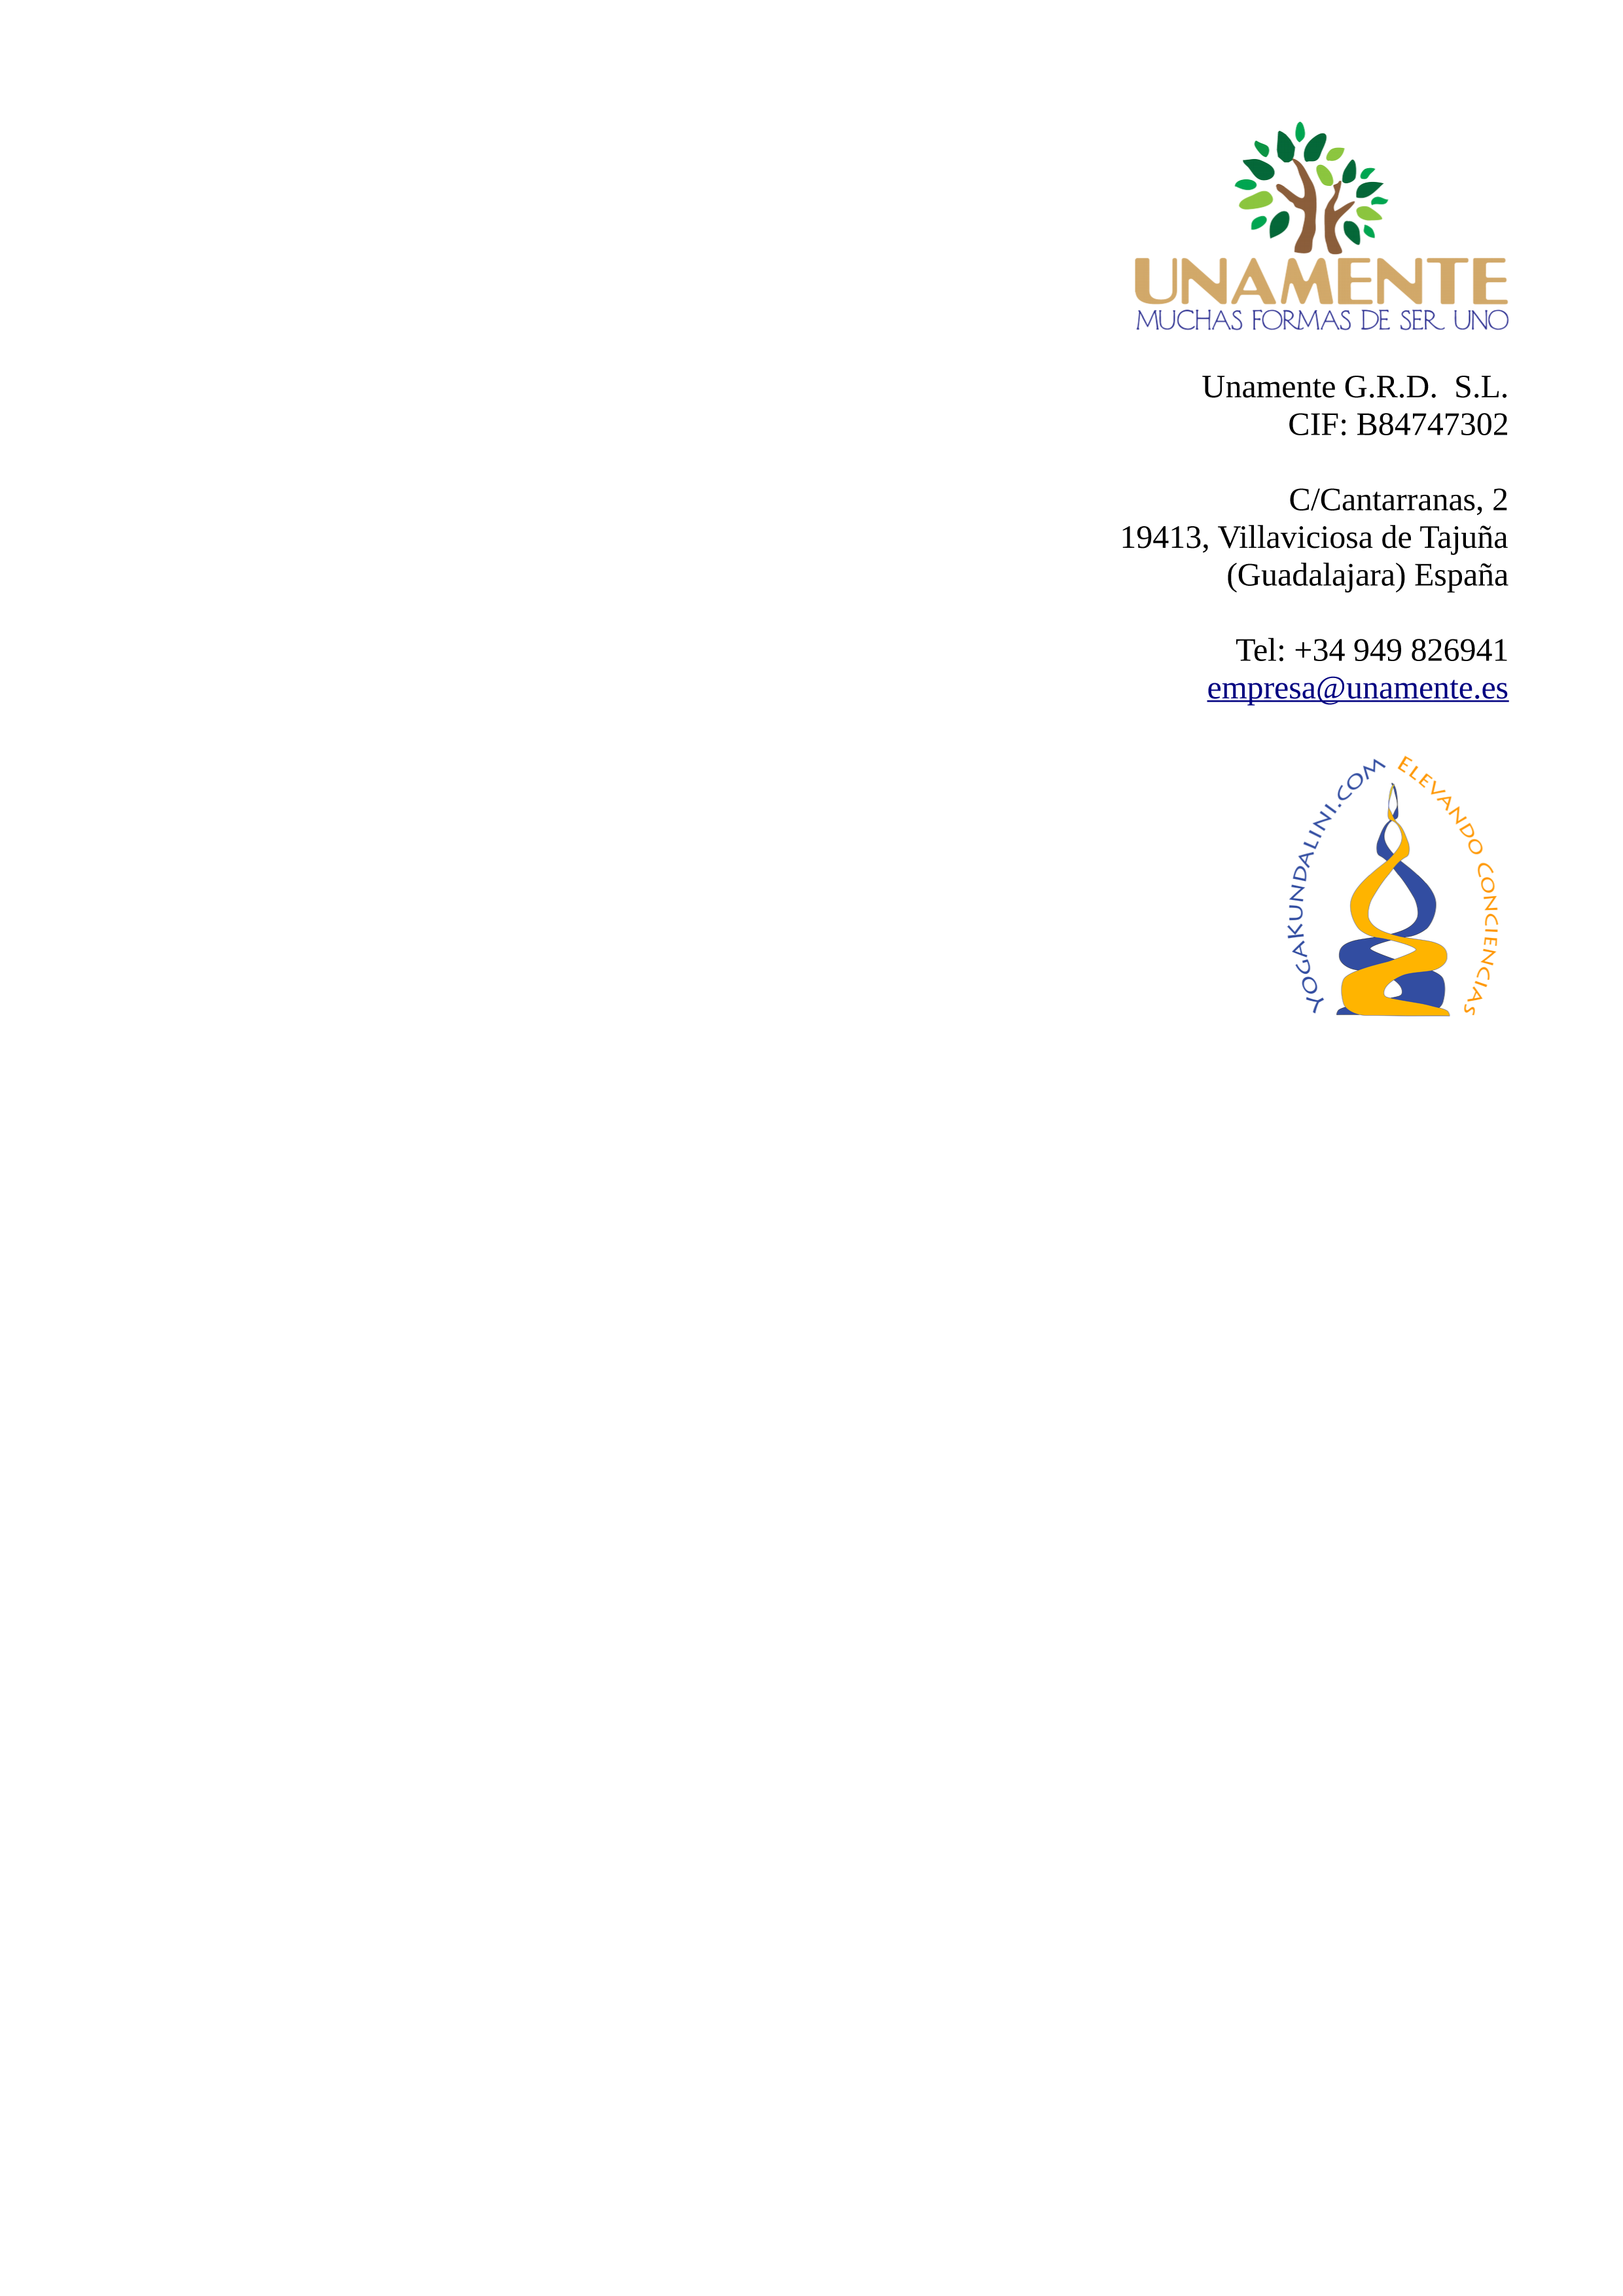 UNAMENTE
MUCHAS FORMAS DE SER UNO
Unamente G.R.D.  S.L.
CIF: B84747302
C/Cantarranas, 2
19413, Villaviciosa de Tajuña
(Guadalajara) España
Tel: +34 949 826941
empresa@unamente.es
YOGAKUNDALINI.COM
ELEVANDO CONCIENCIAS